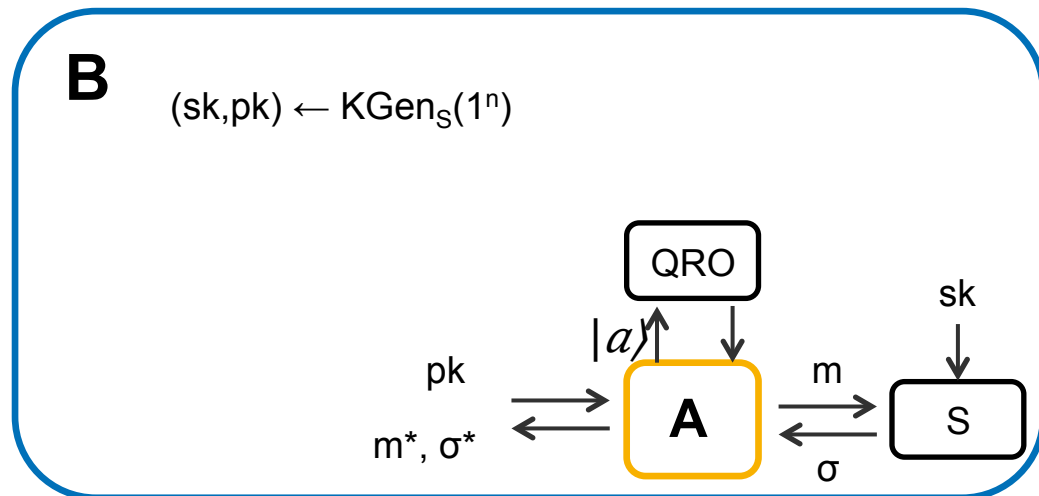 B
(sk,pk) ← KGenₛ(1ⁿ)
QRO
sk
|a⟩
pk
m
A
S
m*, σ*
σ